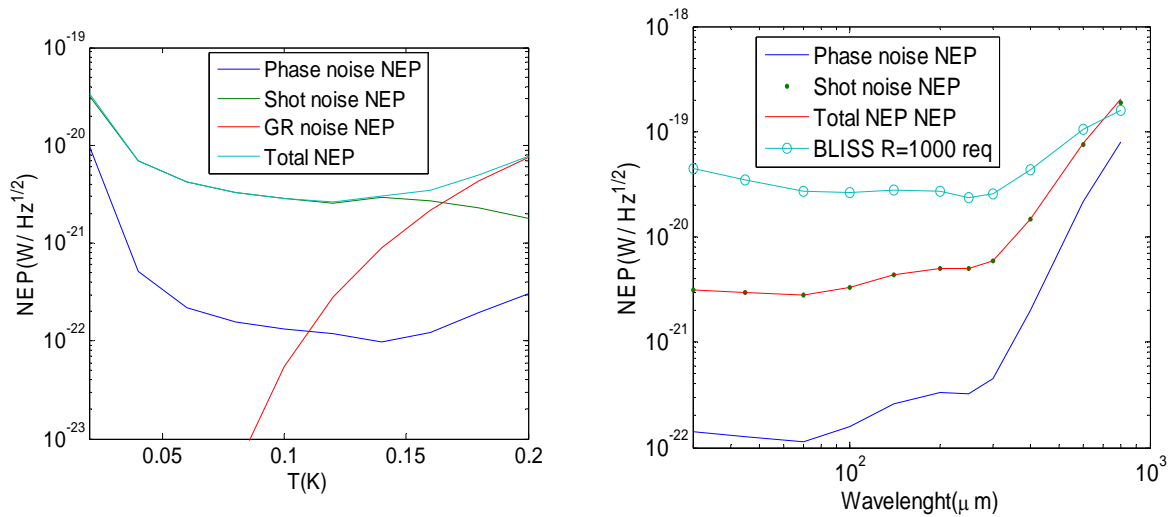 10^-19
10^-20
10^-21
10^-22
10^-23
NEP(W/ Hz^1/2)
Phase noise NEP
Shot noise NEP
GR noise NEP
Total NEP
0.05
0.1
0.15
0.2
T(K)
10^-18
10^-19
10^-20
10^-21
10^-22
NEP(W/ Hz^1/2)
Phase noise NEP
Shot noise NEP
Total NEP NEP
BLISS R=1000 req
10^2
10^3
Wavelenght(μ m)